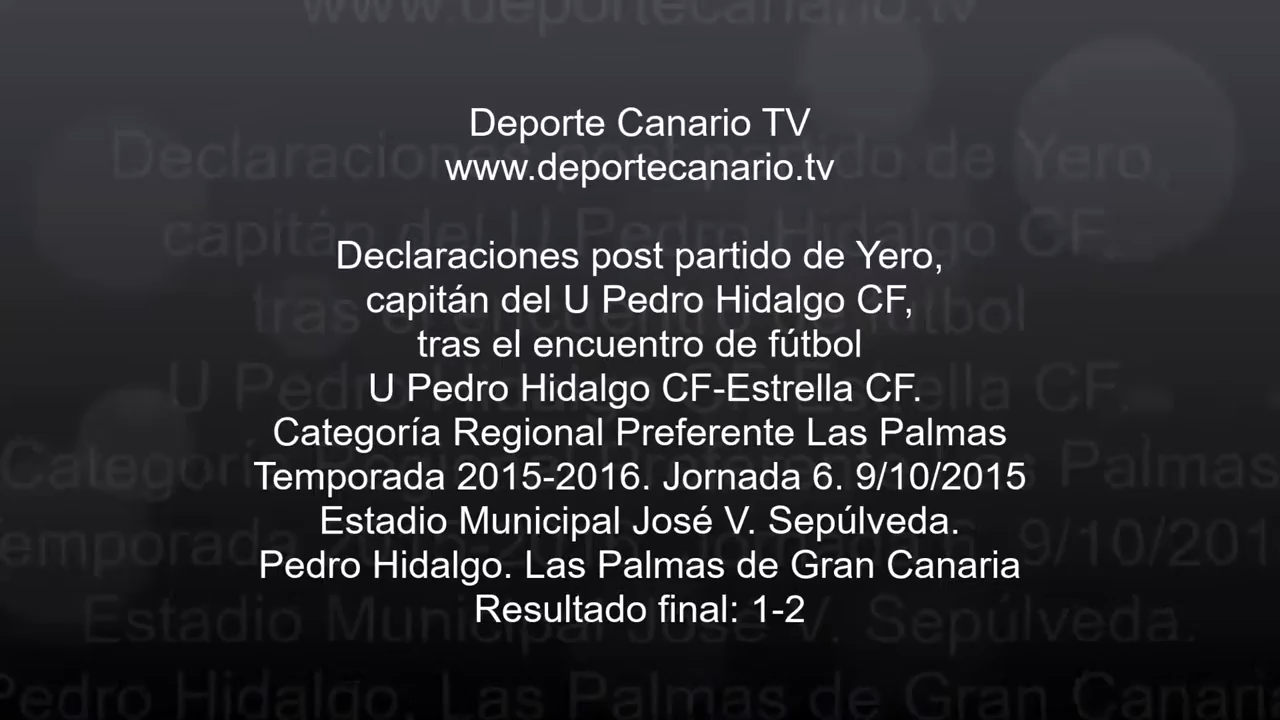 Deporte Canario TV
www.deportecanario.tv
Declaraciones post partido de Yero,
capitán del U Pedro Hidalgo CF,
tras el encuentro de fútbol
U Pedro Hidalgo CF-Estrella CF.
Categoría Regional Preferente Las Palmas
Temporada 2015-2016. Jornada 6. 9/10/2015
Estadio Municipal José V. Sepúlveda.
Pedro Hidalgo. Las Palmas de Gran Canaria
Resultado final: 1-2